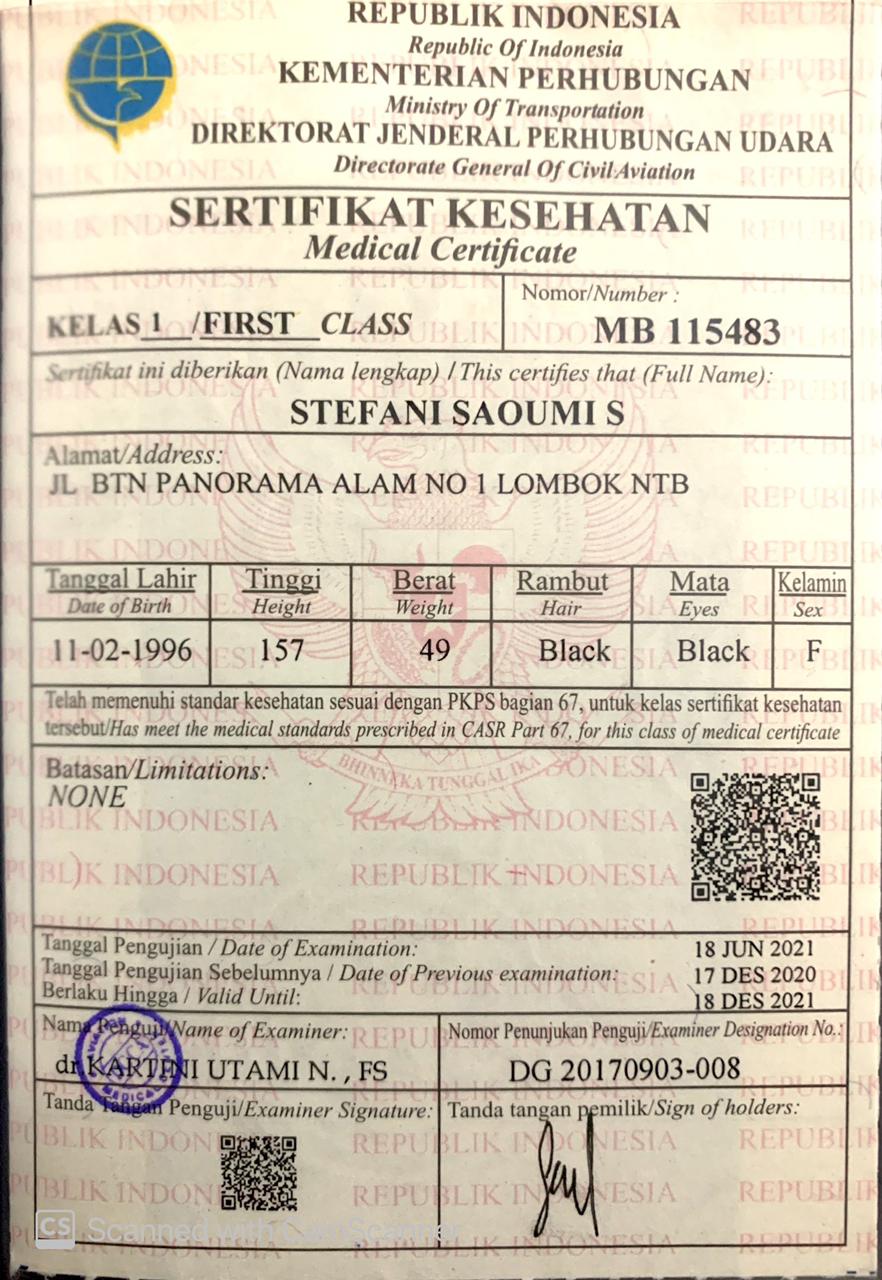 REPUBLIK INDONESIA
Republic Of Indonesia
KEMENTERIAN PERHUBUNGAN
Ministry Of Transportation
DIREKTORAT JENDERAL PERHUBUNGAN UDARA
Directorate General Of Civil Aviation
SERTIFIKAT KESEHATAN
Medical Certificate
KELAS 1 /FIRST CLASS
Nomor/Number :
MB 115483
Sertifikat ini diberikan (Nama lengkap) / This certifies that (Full Name):
STEFANI SAOUMI S
Alamat/Address:
JL BTN PANORAMA ALAM NO 1 LOMBOK NTB
Tanggal Lahir Tinggi Berat Rambut Mata Kelamin
Date of Birth Height Weight Hair Eyes Sex
11-02-1996 157 49 Black Black F
Telah memenuhi standar kesehatan sesuai dengan PKPS bagian 67, untuk kelas sertifikat kesehatan
tersebut/Has meet the medical standards prescribed in CASR Part 67, for this class of medical certificate
Batasan/Limitations:
NONE
BHINNEKA TUNGGAL IKA
Tanggal Pengujian / Date of Examination: 18 JUN 2021
Tanggal Pengujian Sebelumnya / Date of Previous examination: 17 DES 2020
Berlaku Hingga / Valid Until: 18 DES 2021
Nama Penguji/Name of Examiner:
dr.KARTINI UTAMI N. , FS
Nomor Penunjukan Penguji/Examiner Designation No.:
DG 20170903-008
Tanda Tangan Penguji/Examiner Signature:
Tanda tangan pemilik/Sign of holders:
CS Scanned with CamScanner